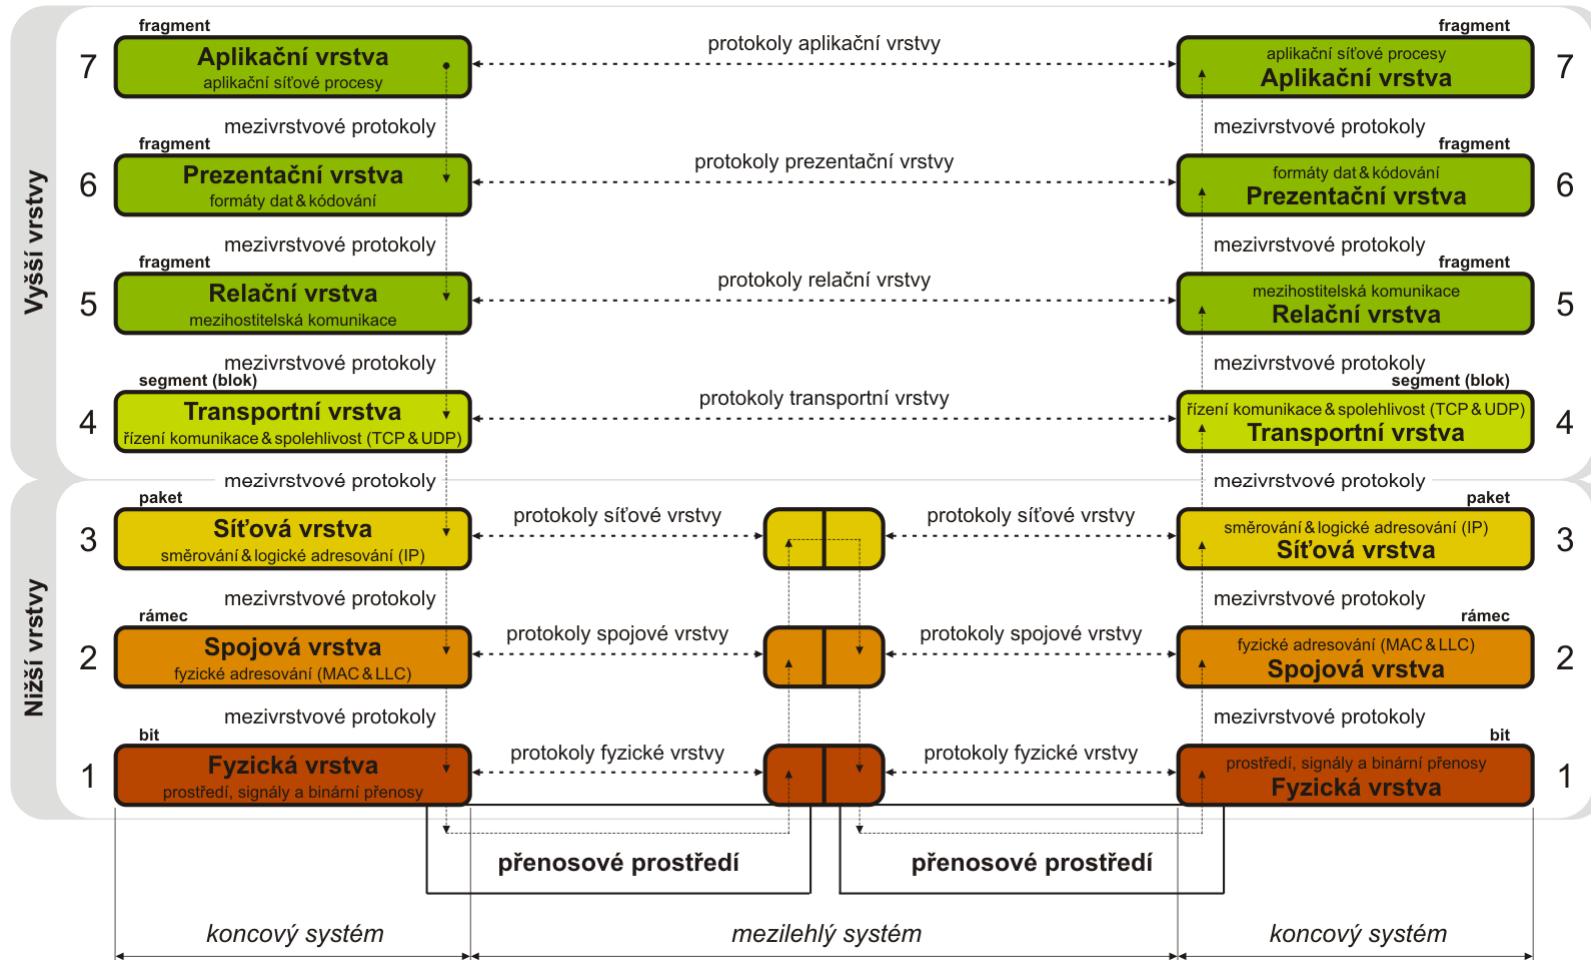 fragment
fragment
7
Aplikační vrstva
aplikační síťové procesy
protokoly aplikační vrstvy
aplikační síťové procesy
Aplikační vrstva
7
mezivrstvové protokoly
mezivrstvové protokoly
fragment
fragment
6
Prezentační vrstva
formáty dat & kódování
protokoly prezentační vrstvy
formáty dat & kódování
Prezentační vrstva
6
mezivrstvové protokoly
mezivrstvové protokoly
Vyšší vrstvy
fragment
fragment
5
Relační vrstva
mezihostitelská komunikace
protokoly relační vrstvy
mezihostitelská komunikace
Relační vrstva
5
mezivrstvové protokoly
mezivrstvové protokoly
segment (blok)
segment (blok)
4
Transportní vrstva
řízení komunikace & spolehlivost (TCP & UDP)
protokoly transportní vrstvy
řízení komunikace & spolehlivost (TCP & UDP)
Transportní vrstva
4
mezivrstvové protokoly
mezivrstvové protokoly
paket
paket
3
Síťová vrstva
směrování & logické adresování (IP)
protokoly síťové vrstvy
protokoly síťové vrstvy
směrování & logické adresování (IP)
Síťová vrstva
3
mezivrstvové protokoly
mezivrstvové protokoly
Nižší vrstvy
rámec
rámec
2
Spojová vrstva
fyzické adresování (MAC & LLC)
protokoly spojové vrstvy
protokoly spojové vrstvy
fyzické adresování (MAC & LLC)
Spojová vrstva
2
mezivrstvové protokoly
mezivrstvové protokoly
bit
bit
1
Fyzická vrstva
prostředí, signály a binární přenosy
protokoly fyzické vrstvy
protokoly fyzické vrstvy
prostředí, signály a binární přenosy
Fyzická vrstva
1
přenosové prostředí
přenosové prostředí
koncový systém
mezilehlý systém
koncový systém